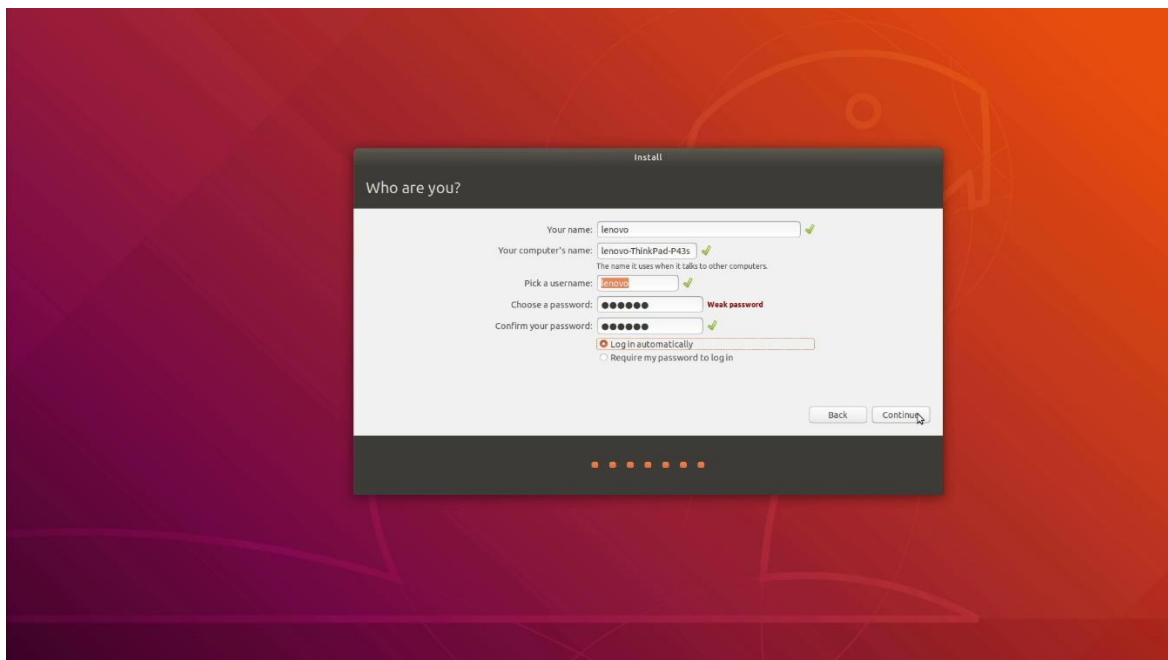 Install
Who are you?
Your name: lenovo
Your computer's name: lenovo-ThinkPad-P43s
The name it uses when it talks to other computers.
Pick a username: lenovo
Choose a password: ●●●●●● Weak password
Confirm your password: ●●●●●●
Log in automatically
Require my password to log in
Back Continue